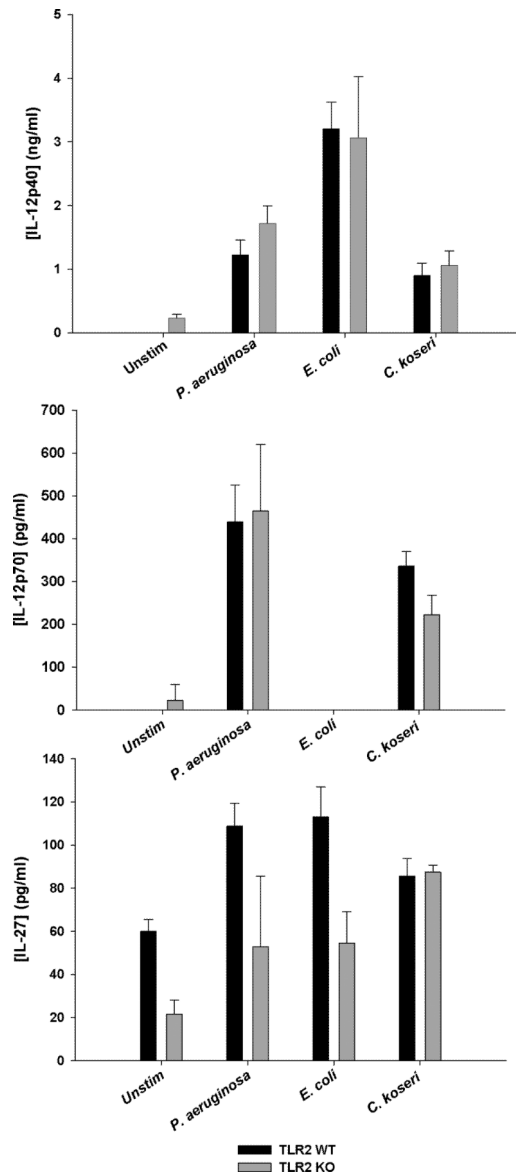 5
4
3
2
1
0
[IL-12p40] (ng/ml)
Unstim
P. aeruginosa
E. coli
C. koseri
700
600
500
400
300
200
100
0
[IL-12p70] (pg/ml)
Unstim
P. aeruginosa
E. coli
C. koseri
140
120
100
80
60
40
20
0
[IL-27] (pg/ml)
Unstim
P. aeruginosa
E. coli
C. koseri
TLR2 WT
TLR2 KO